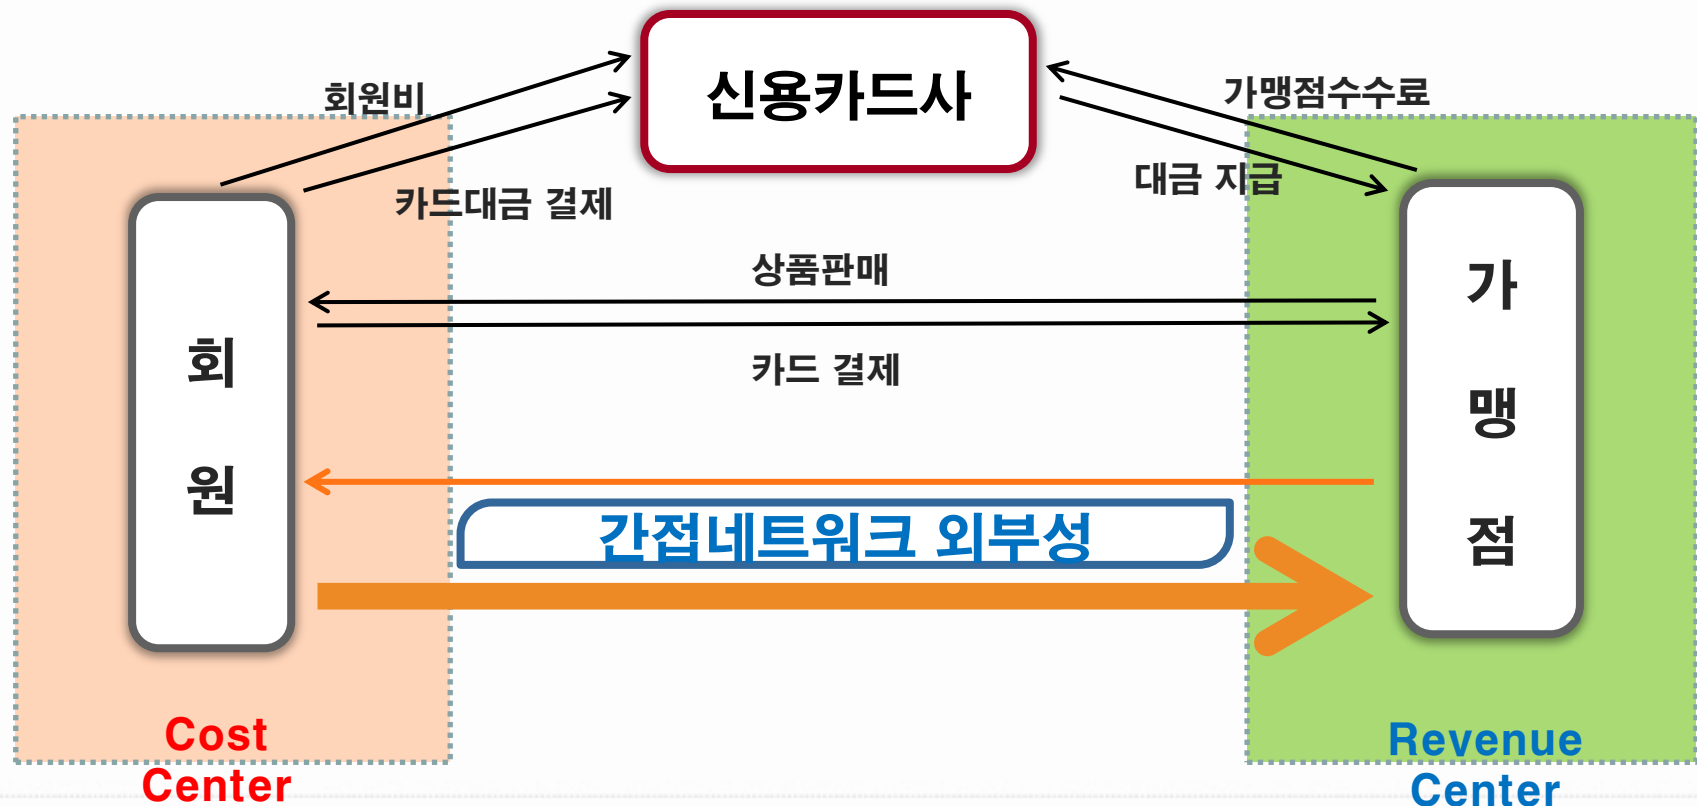 신용카드사
회원비
가맹점수수료
카드대금 결제
대금 지급
상품판매
카드 결제
회
원
가
맹
점
간접네트워크 외부성
Cost
Center
Revenue
Center